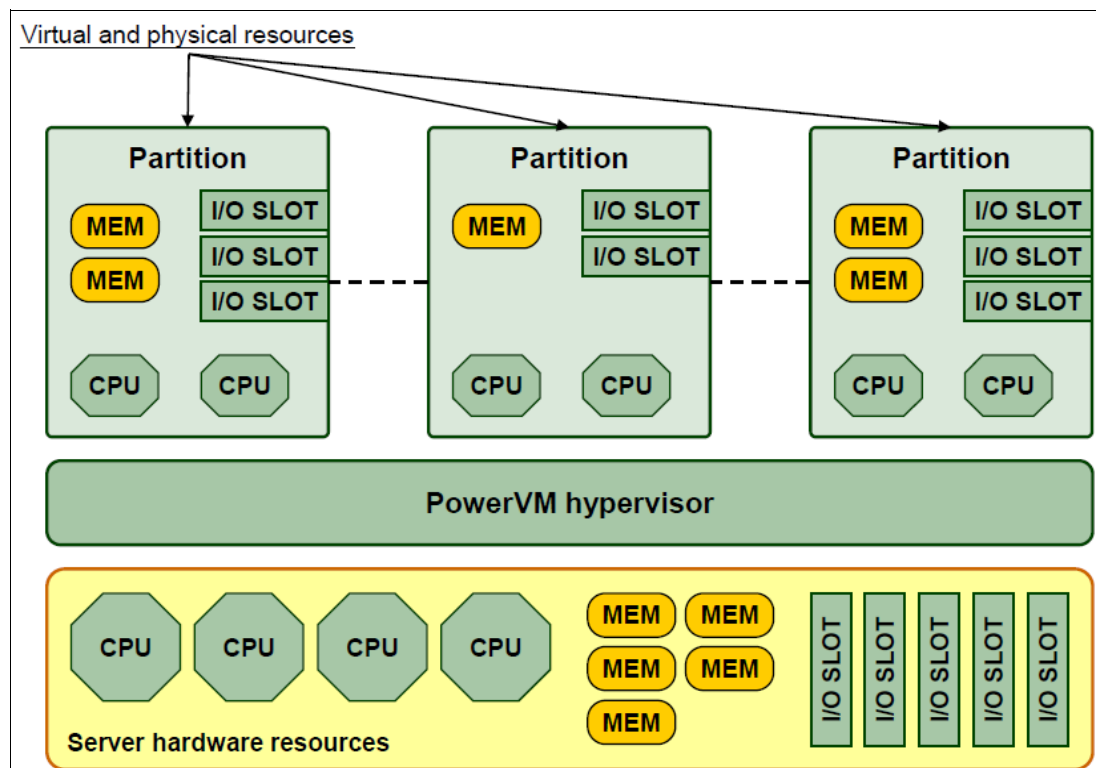 Virtual and physical resources
Partition
MEM
MEM
I/O SLOT
I/O SLOT
I/O SLOT
CPU
CPU
Partition
MEM
I/O SLOT
I/O SLOT
CPU
CPU
Partition
MEM
MEM
I/O SLOT
I/O SLOT
I/O SLOT
CPU
CPU
PowerVM hypervisor
CPU
CPU
CPU
CPU
MEM
MEM
MEM
MEM
MEM
I/O SLOT
I/O SLOT
I/O SLOT
I/O SLOT
I/O SLOT
Server hardware resources